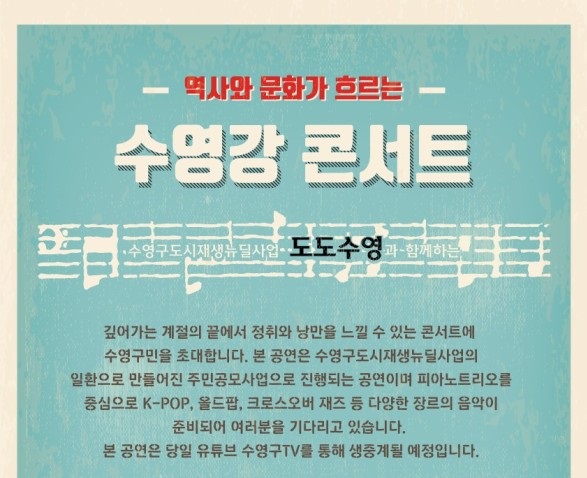 역사와 문화가 흐르는
수영강 콘서트
·수영구도시재생뉴딜사업·도도수영과·함께하는
깊어가는 계절의 끝에서 정취와 낭만을 느낄 수 있는 콘서트에
수영구민을 초대합니다. 본 공연은 수영구도시재생뉴딜사업의
일환으로 만들어진 주민공모사업으로 진행되는 공연이며 피아노트리오를
중심으로 K-POP, 올드팝, 크로스오버 재즈 등 다양한 장르의 음악이
준비되어 여러분을 기다리고 있습니다.
본 공연은 당일 유튜브 수영구TV를 통해 생중계될 예정입니다.